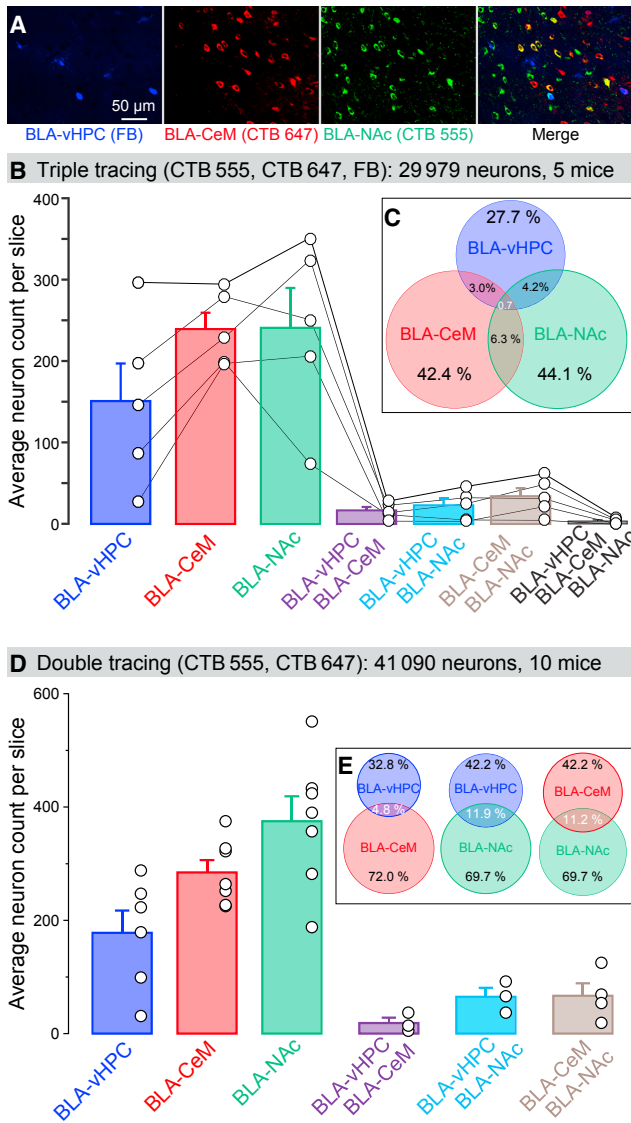 A
50 µm
BLA-vHPC (FB)
BLA-CeM (CTB 647)
BLA-NAc (CTB 555)
Merge
B Triple tracing (CTB 555, CTB 647, FB): 29 979 neurons, 5 mice
Average neuron count per slice
400
300
200
100
0
C
27.7 %
BLA-vHPC
3.0%
4.2%
0.7
BLA-CeM
6.3 %
BLA-NAc
42.4 %
44.1 %
BLA-vHPC
BLA-CeM
BLA-NAc
BLA-vHPC
BLA-CeM
BLA-vHPC
BLA-NAc
BLA-CeM
BLA-NAc
BLA-vHPC
BLA-CeM
BLA-NAc
D Double tracing (CTB 555, CTB 647): 41 090 neurons, 10 mice
Average neuron count per slice
600
400
200
0
E
32.8 %
BLA-vHPC
4.8 %
BLA-CeM
72.0 %
42.2 %
BLA-vHPC
11.9 %
BLA-NAc
69.7 %
42.2 %
BLA-CeM
11.2 %
BLA-NAc
69.7 %
BLA-vHPC
BLA-CeM
BLA-NAc
BLA-vHPC
BLA-CeM
BLA-vHPC
BLA-NAc
BLA-CeM
BLA-NAc